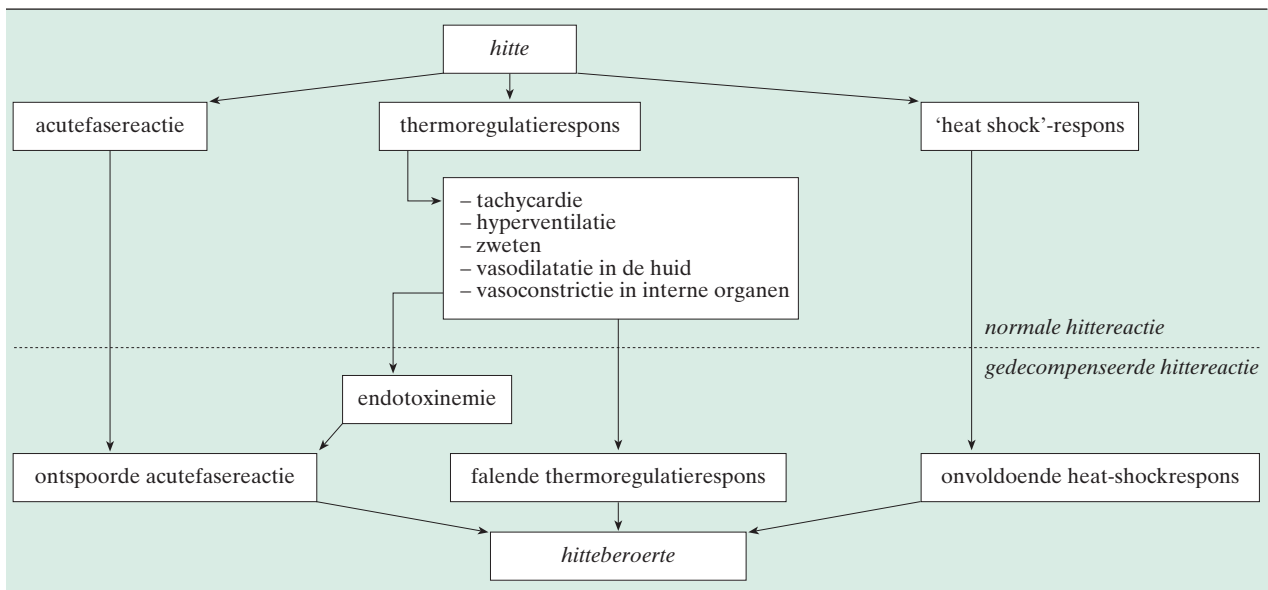 hitte
acutefasereactie
thermoregulatierespons
‘heat shock’-respons
– tachycardie
– hyperventilatie
– zweten
– vasodilatatie in de huid
– vasoconstrictie in interne organen
normale hittereactie
gedecompenseerde hittereactie
endotoxinemie
ontspoorde acutefasereactie
falende thermoregulatierespons
onvoldoende heat-shockrespons
hitteberoerte